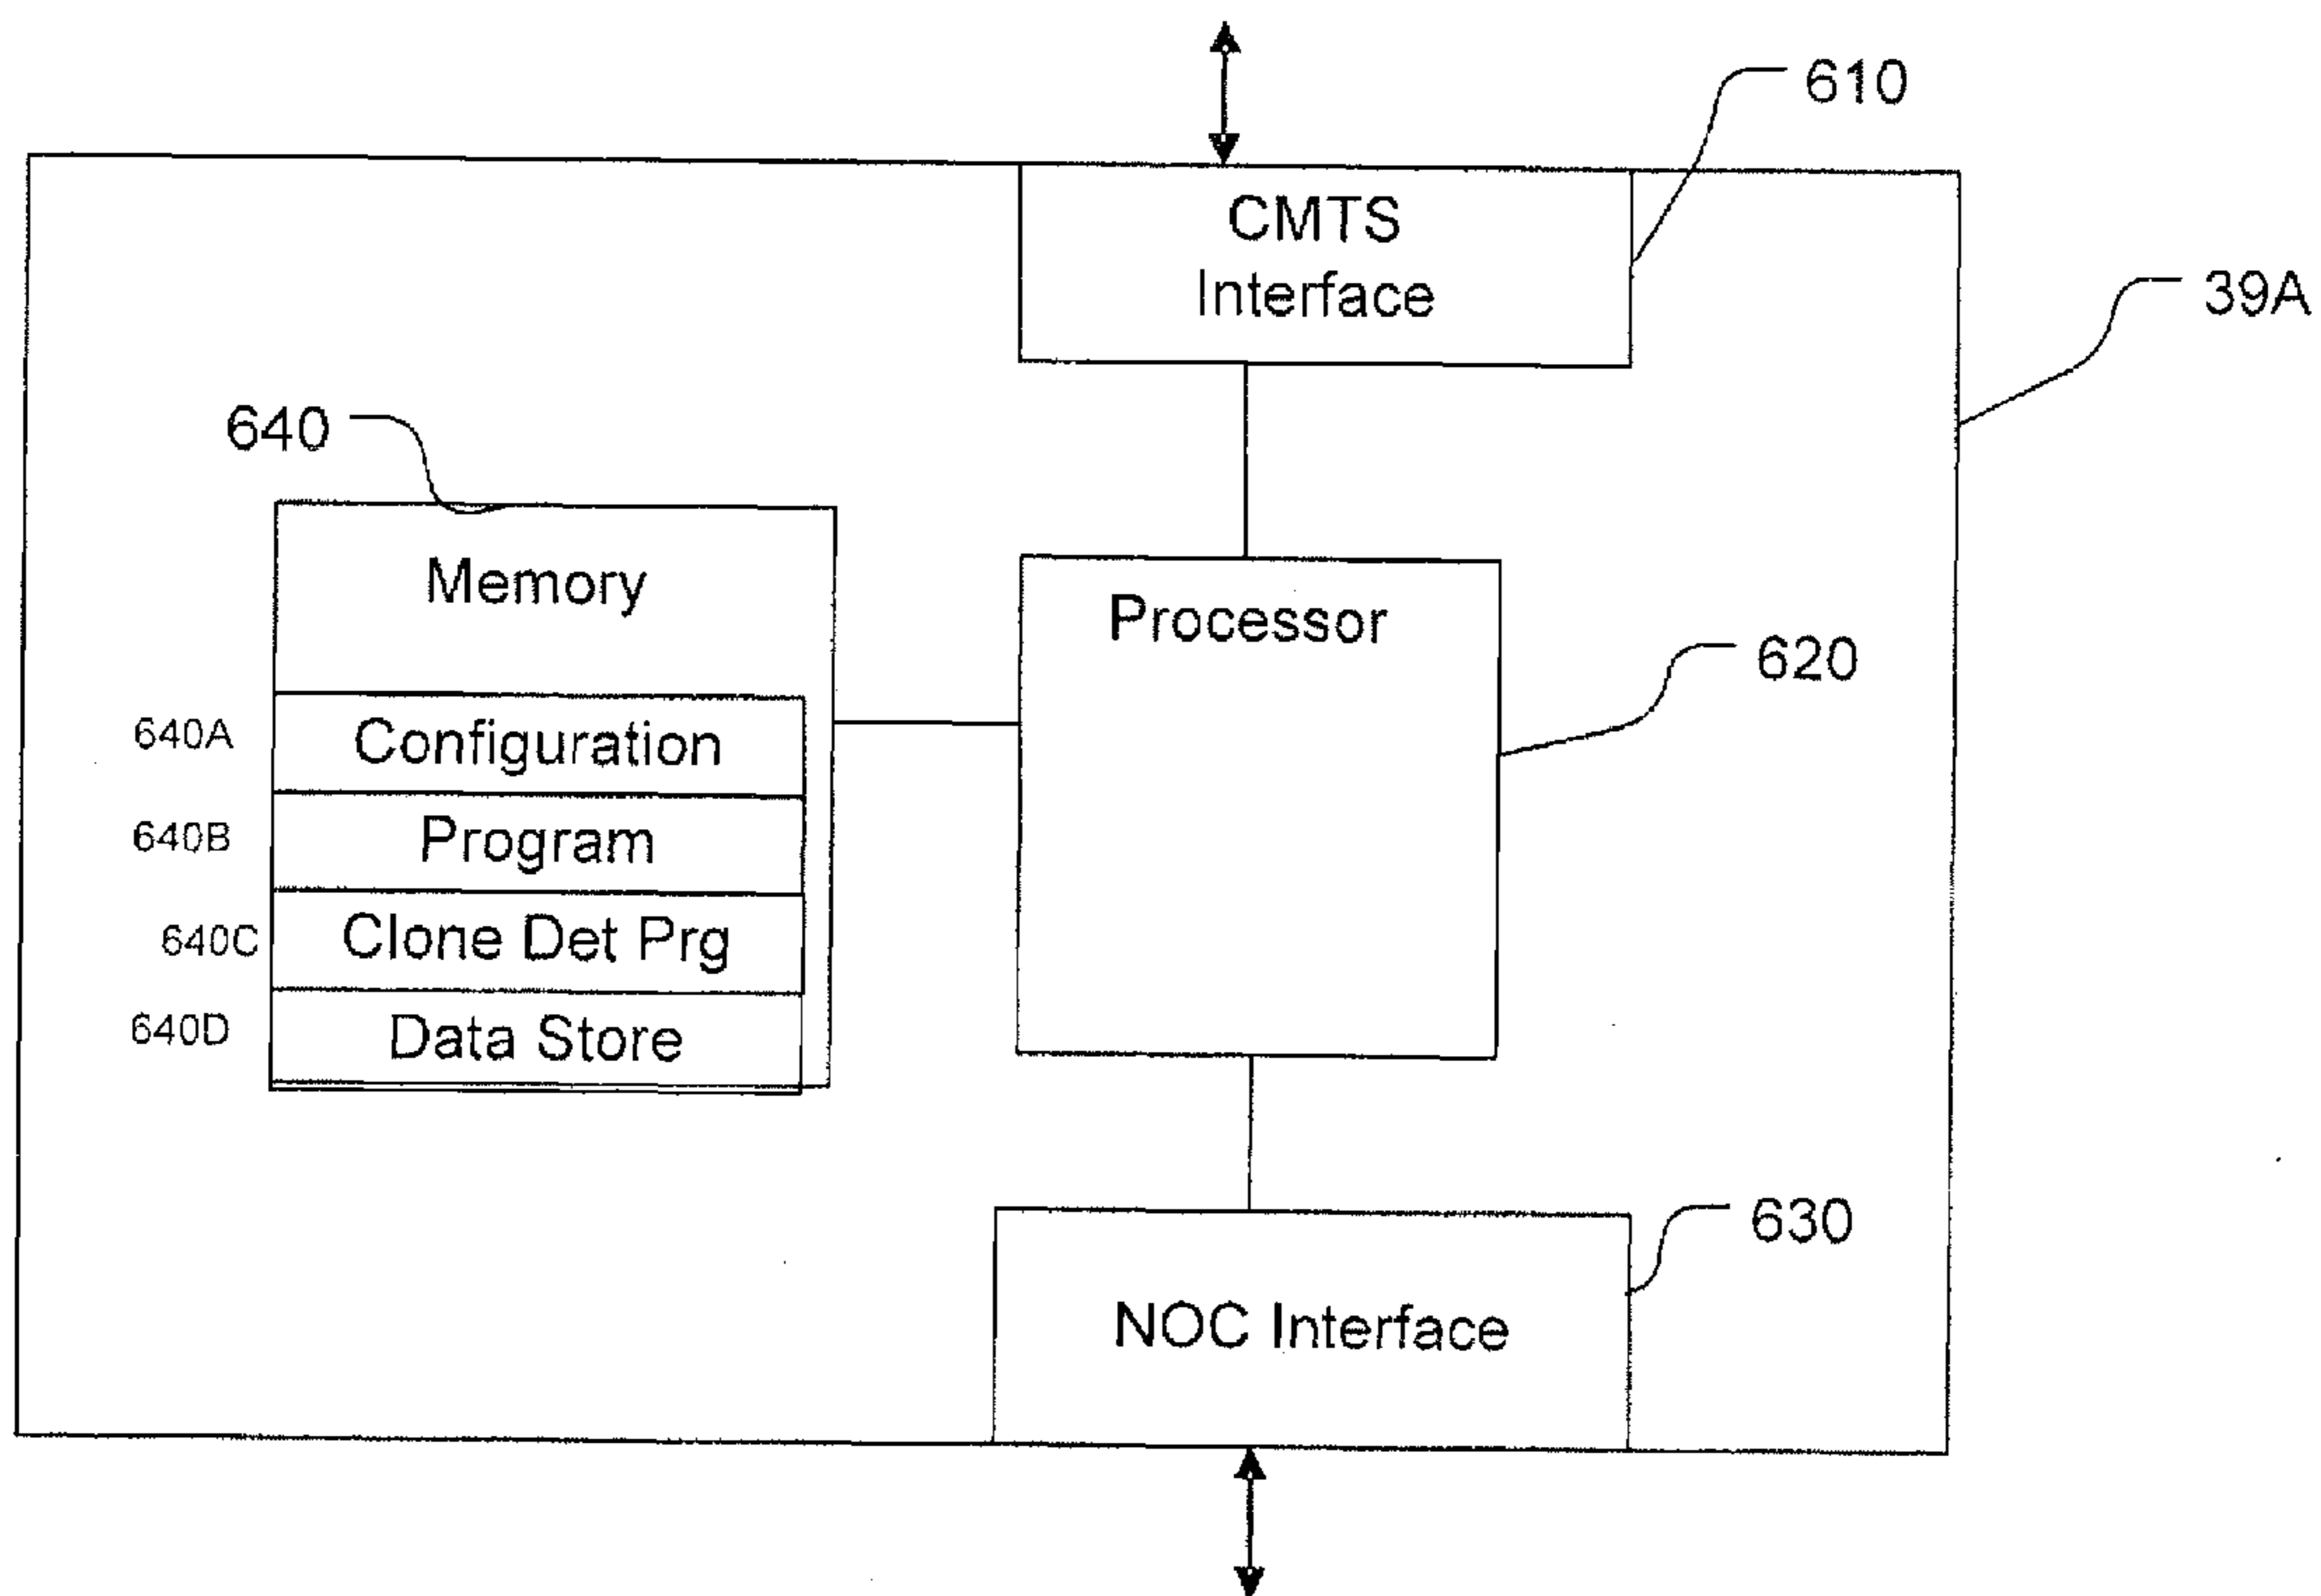 610
CMTS
Interface
39A
640
Memory
Processor
620
640A
Configuration
640B
Program
640C
Clone Det Prg
640D
Data Store
630
NOC Interface